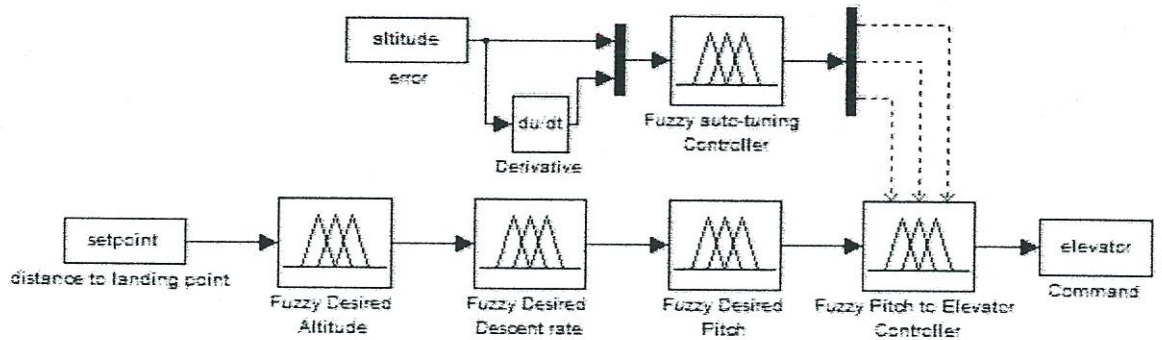 altitude
error
du/dt
Derivative
Fuzzy auto-tuning
Controller
setpoint
distance to landing point
Fuzzy Desired
Altitude
Fuzzy Desired
Descent rate
Fuzzy Desired
Pitch
Fuzzy Pitch to Elevator
Controller
elevator
Command